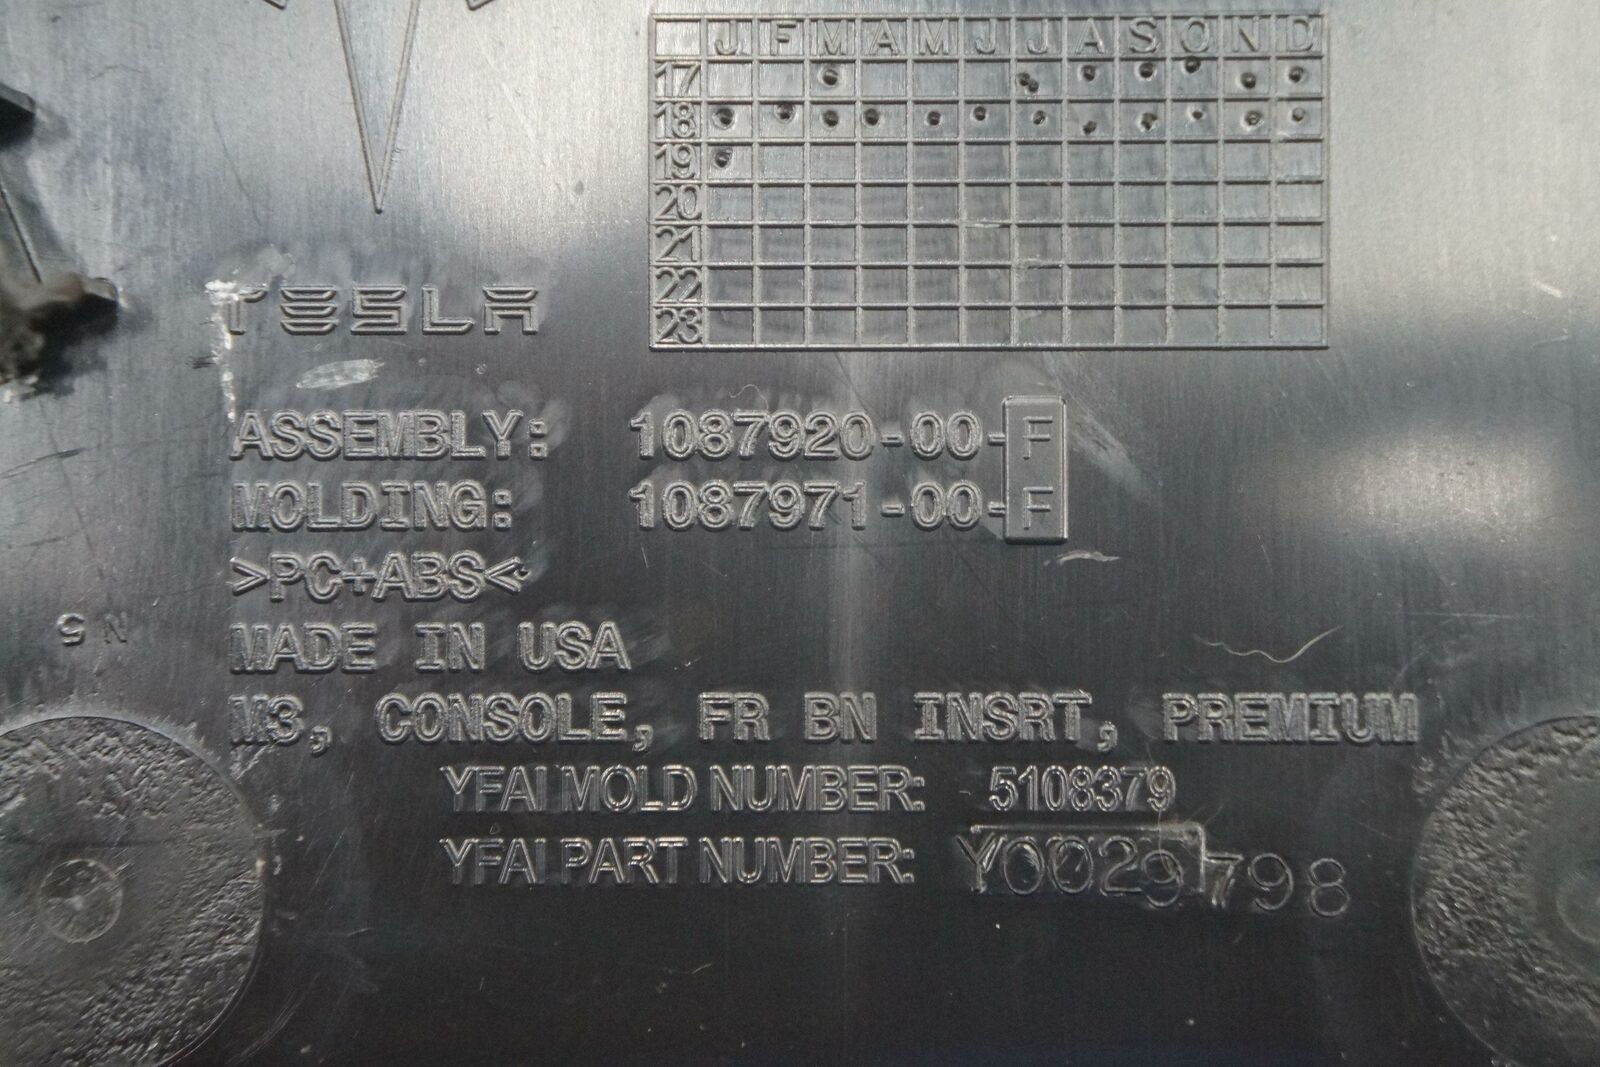 J F M A M J J A S O N D
17
18
19
20
21
22
23
TESLA
ASSEMBLY: 1087920-00-F
MOLDING: 1087971-00-F
>PC+ABS<
MADE IN USA
M3, CONSOLE, FR BN INSRT, PREMIUM
YFAI MOLD NUMBER: 5108379
YFAI PART NUMBER: Y0029798